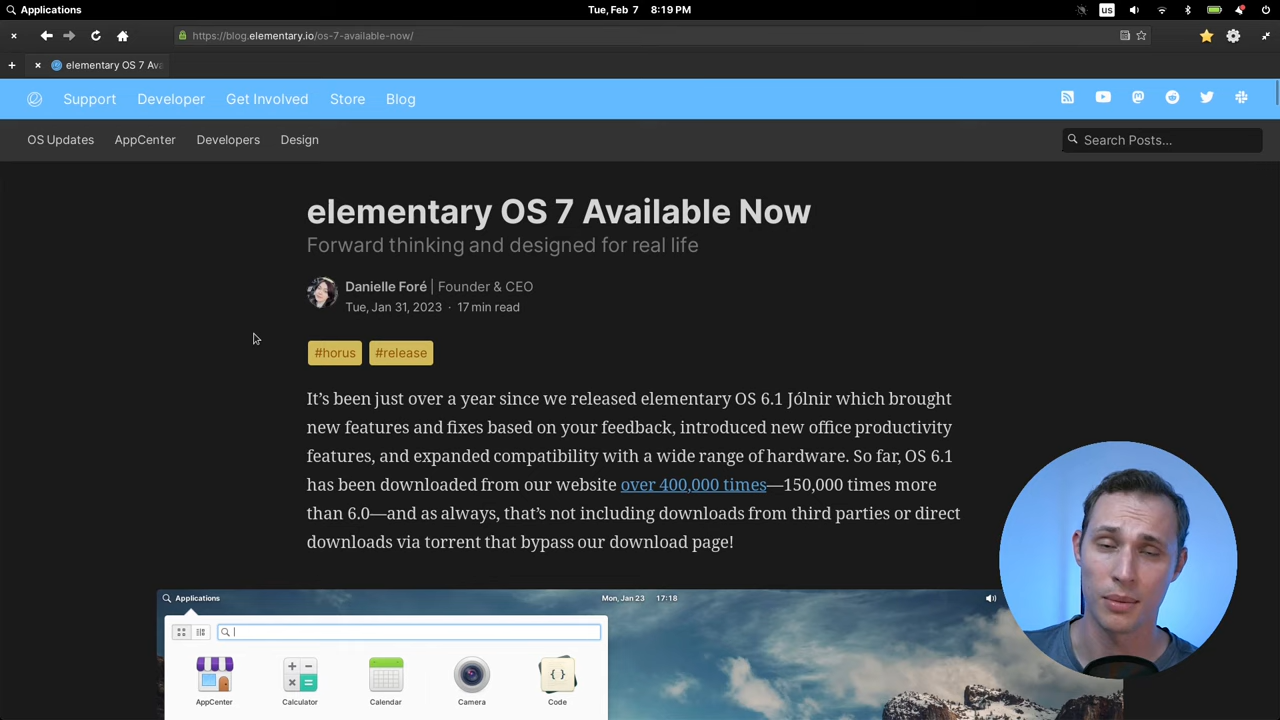 Applications
Tue, Feb 7 8:19 PM
us
https://blog.elementary.io/os-7-available-now/
elementary OS 7 Ava
Support Developer Get Involved Store Blog
OS Updates AppCenter Developers Design
Search Posts…
elementary OS 7 Available Now
Forward thinking and designed for real life
Danielle Foré | Founder & CEO
Tue, Jan 31, 2023 · 17 min read
#horus #release
It’s been just over a year since we released elementary OS 6.1 Jólnir which brought
new features and fixes based on your feedback, introduced new office productivity
features, and expanded compatibility with a wide range of hardware. So far, OS 6.1
has been downloaded from our website over 400,000 times—150,000 times more
than 6.0—and as always, that’s not including downloads from third parties or direct
downloads via torrent that bypass our download page!
Applications
Mon, Jan 23 17:18
AppCenter Calculator Calendar Camera Code